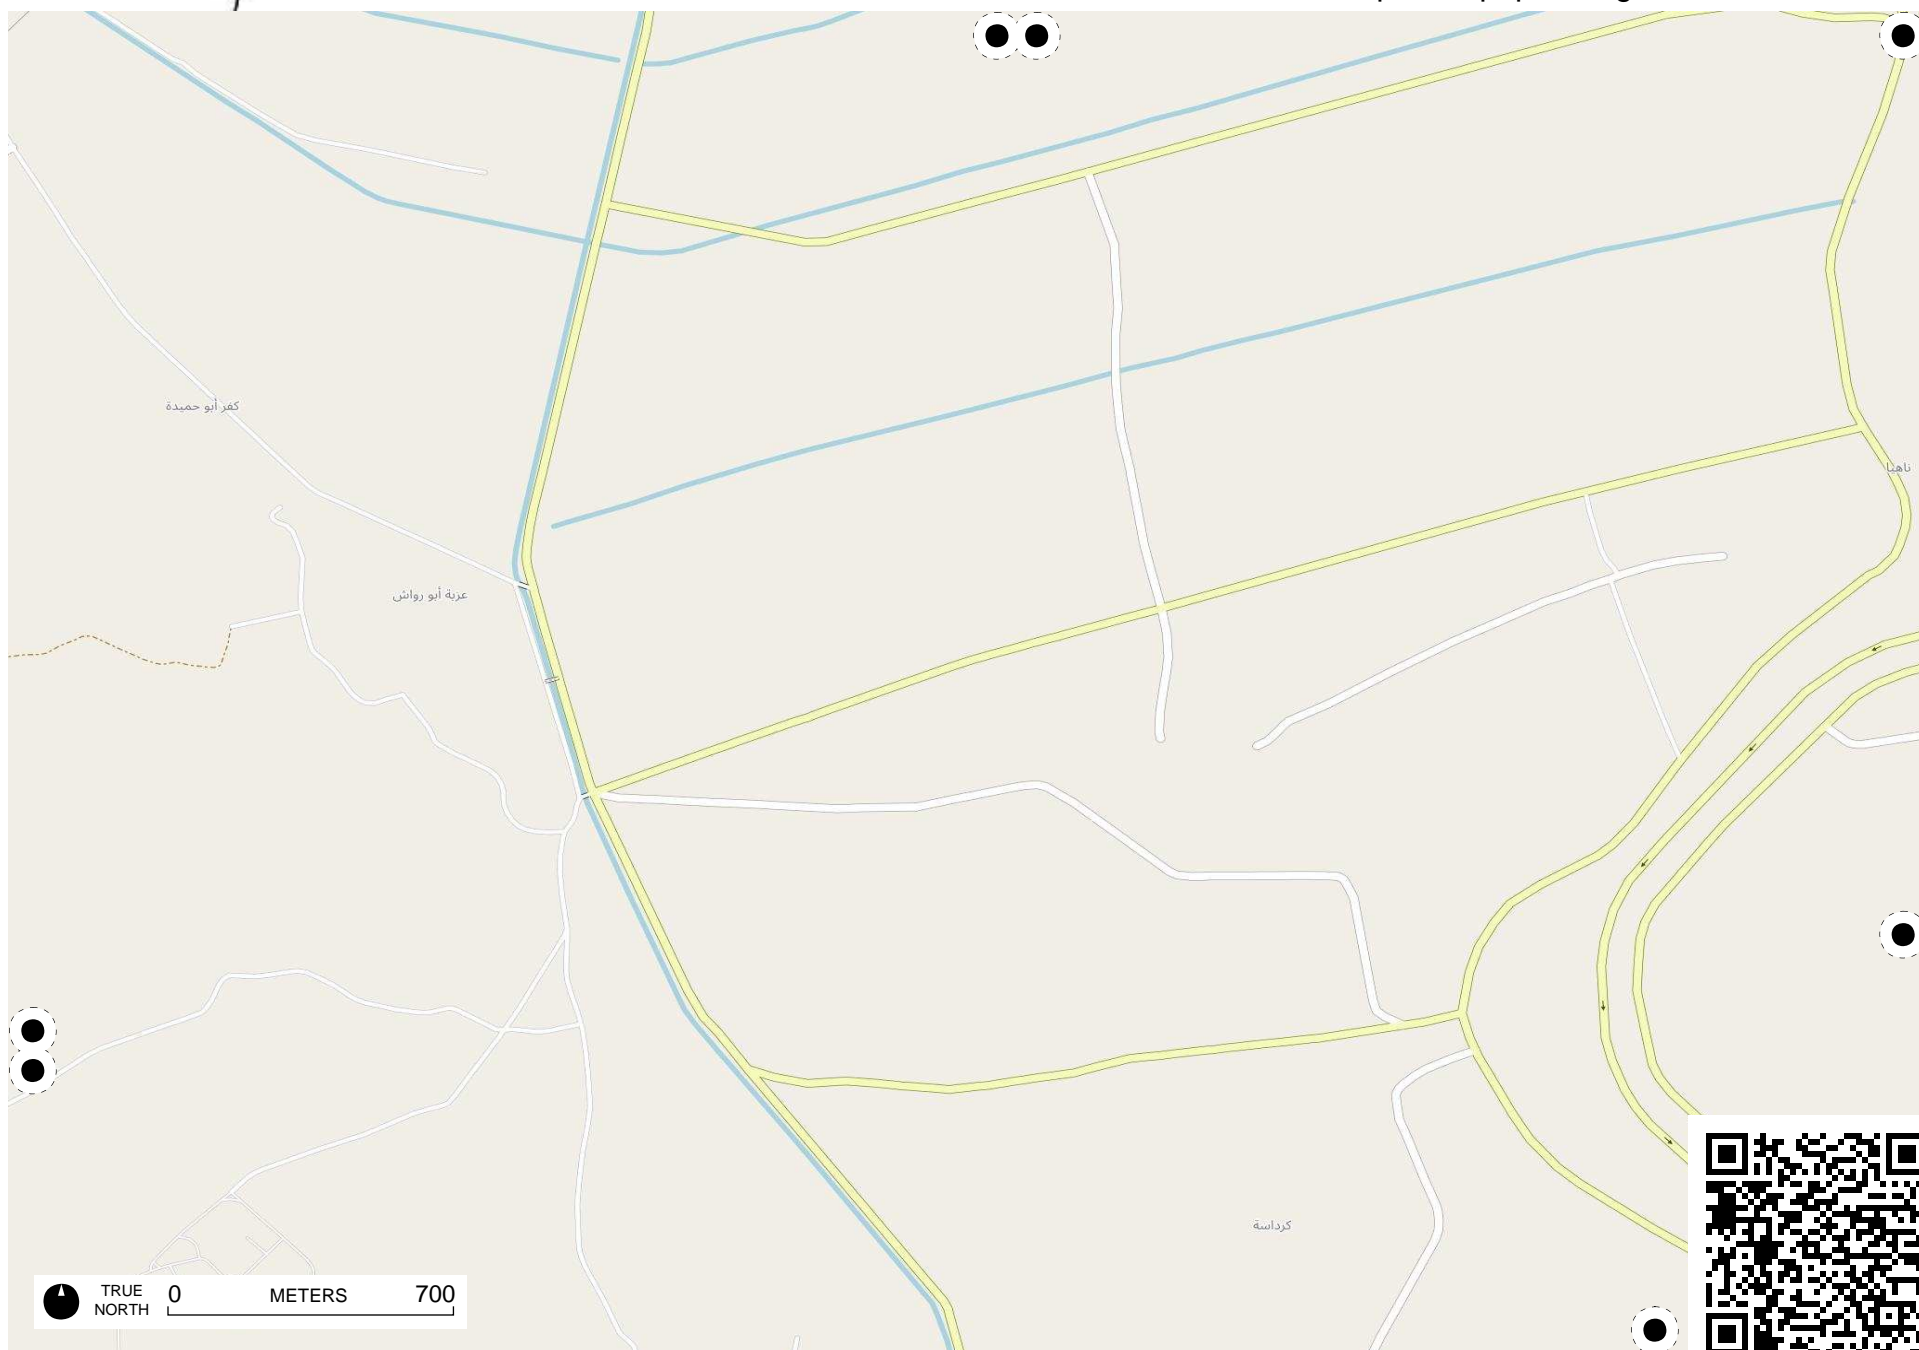 كفر أبو حميدة
ناهيا
عزبة أبو رواش
كرداسة
TRUE NORTH
0 METERS 700